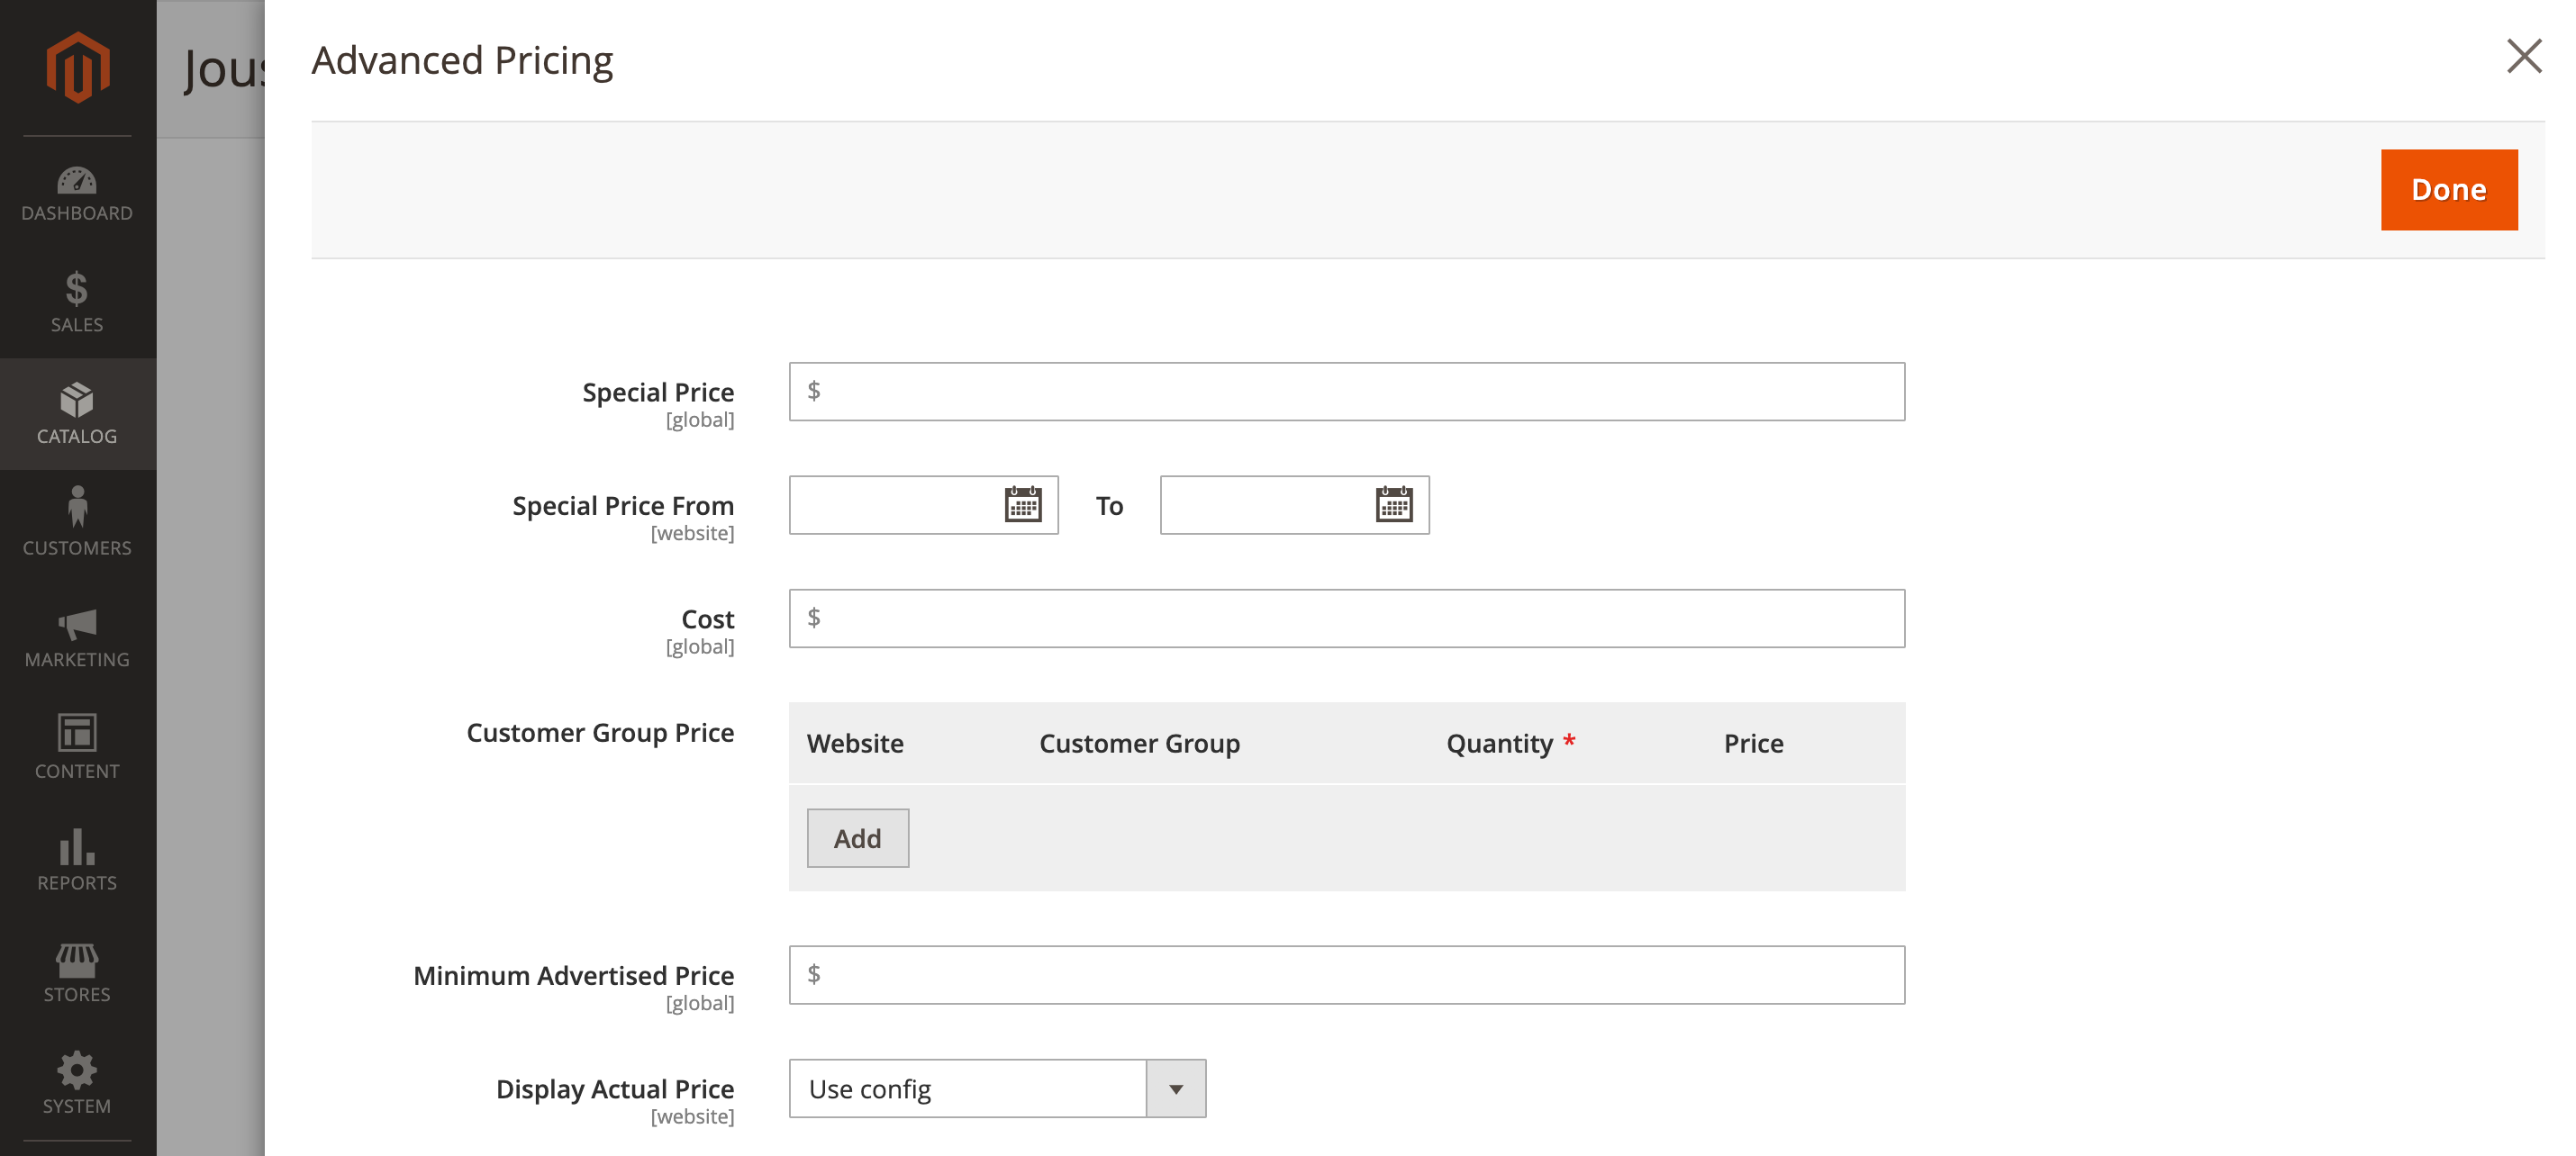 Jous
Advanced Pricing
Done
DASHBOARD
SALES
CATALOG
CUSTOMERS
MARKETING
CONTENT
REPORTS
STORES
SYSTEM
Special Price
[global]
$
Special Price From
[website]
To
Cost
[global]
$
Customer Group Price
Website Customer Group Quantity * Price
Add
Minimum Advertised Price
[global]
$
Display Actual Price
[website]
Use config